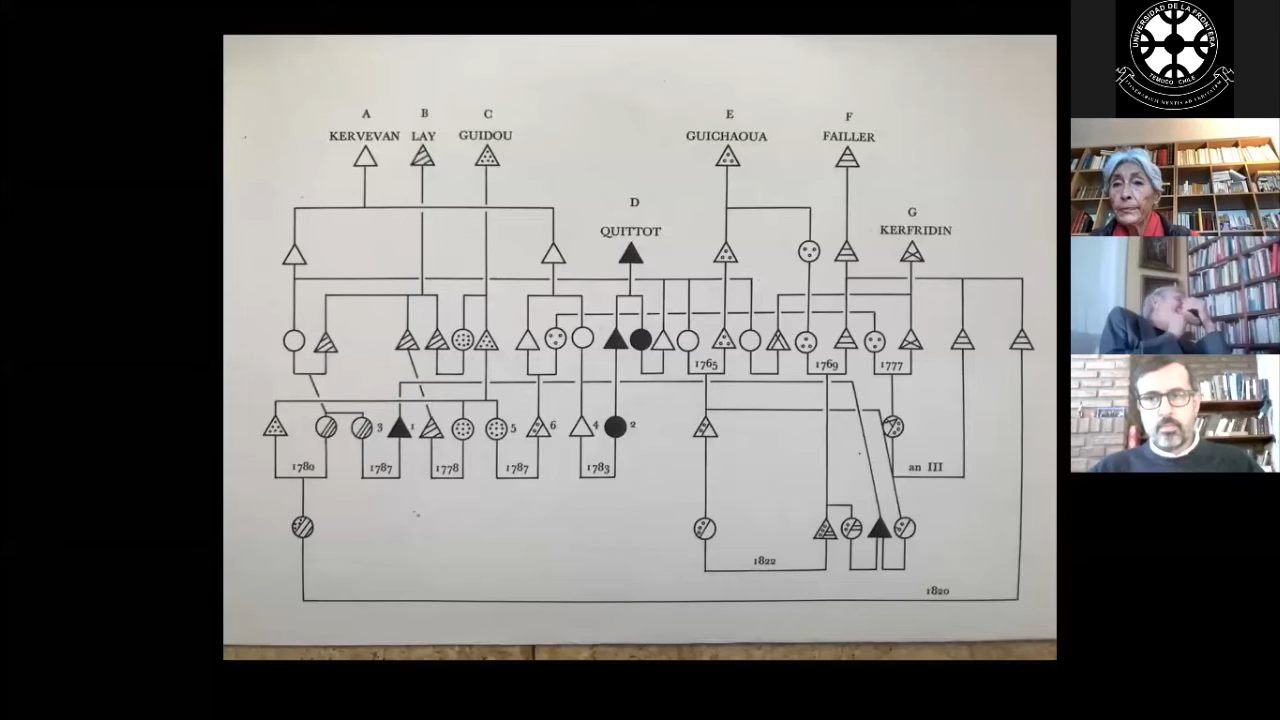 A B C E F
KERVEVAN LAY GUIDOU GUICHAOUA FAILLER
D G
QUITTOT KERFRIDIN
1765 1769 1777
3 1 5 6 4 2
1780 1787 1778 1787 1783 an III
1822
1820
UNIVERSIDAD DE LA FRONTERA
TEMUCO CHILE